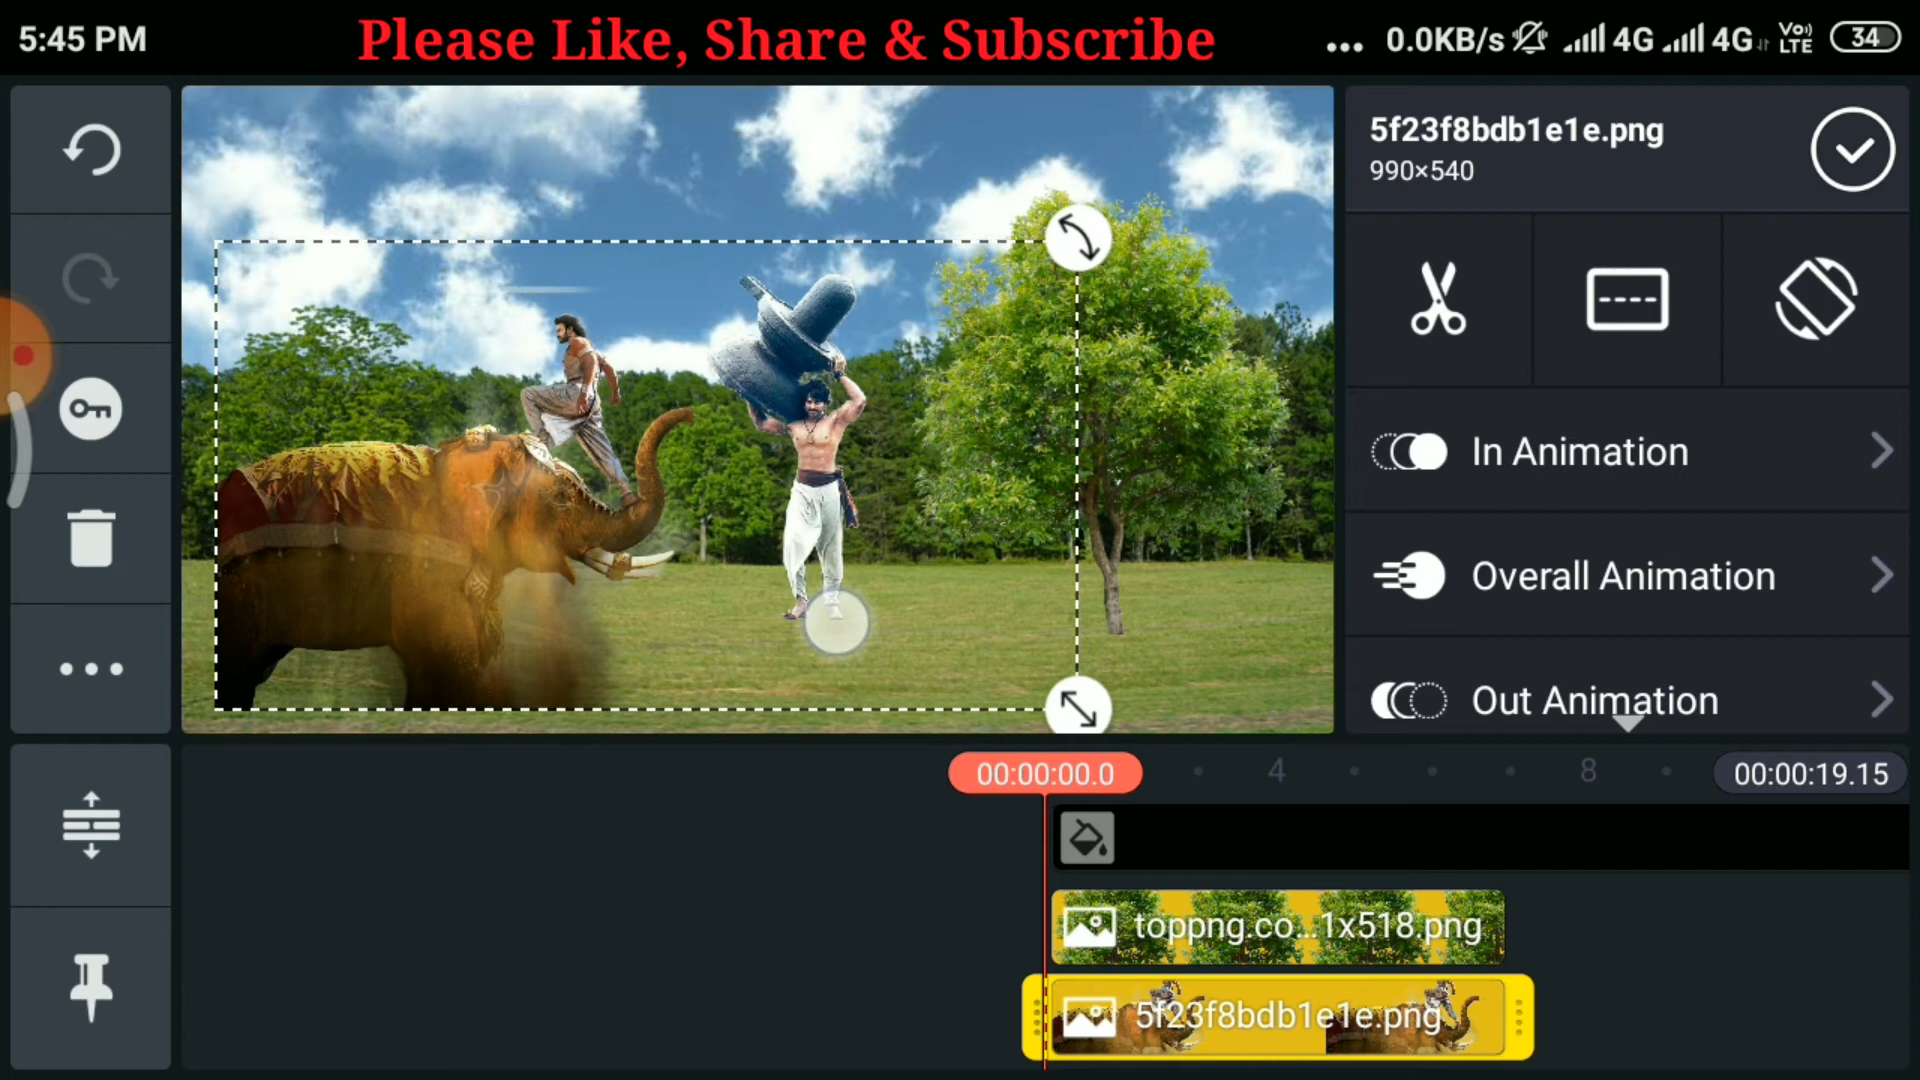 5:45 PM
Please Like, Share & Subscribe
... 0.0KB/s 4G 4G Vo) LTE 34
5f23f8bdb1e1e.png
990×540
In Animation
Overall Animation
Out Animation
00:00:00.0
4
8
00:00:19.15
toppng.co...1x518.png
5f23f8bdb1e1e.png